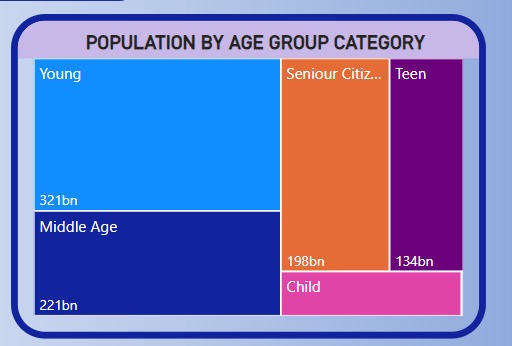 POPULATION BY AGE GROUP CATEGORY
Young
321bn
Middle Age
221bn
Seniour Citiz...
198bn
Teen
134bn
Child